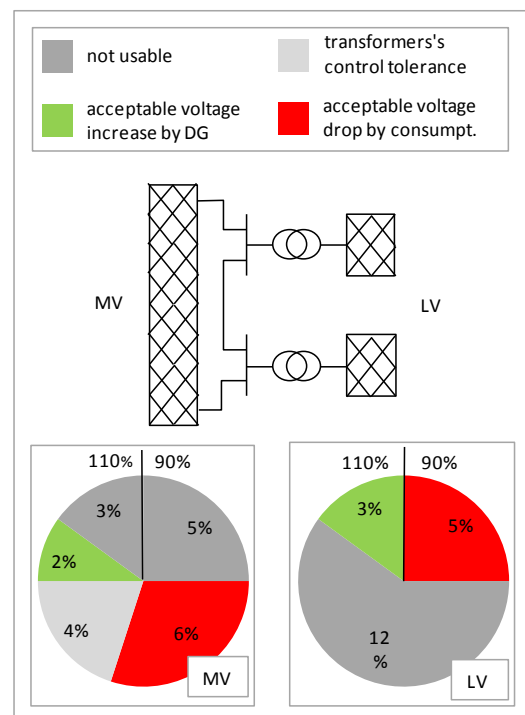 not usable
transformers's
control tolerance
acceptable voltage
increase by DG
acceptable voltage
drop by consumpt.
MV
LV
110% 90%
3%
5%
2%
4%
6%
MV
110% 90%
3%
5%
12
%
LV